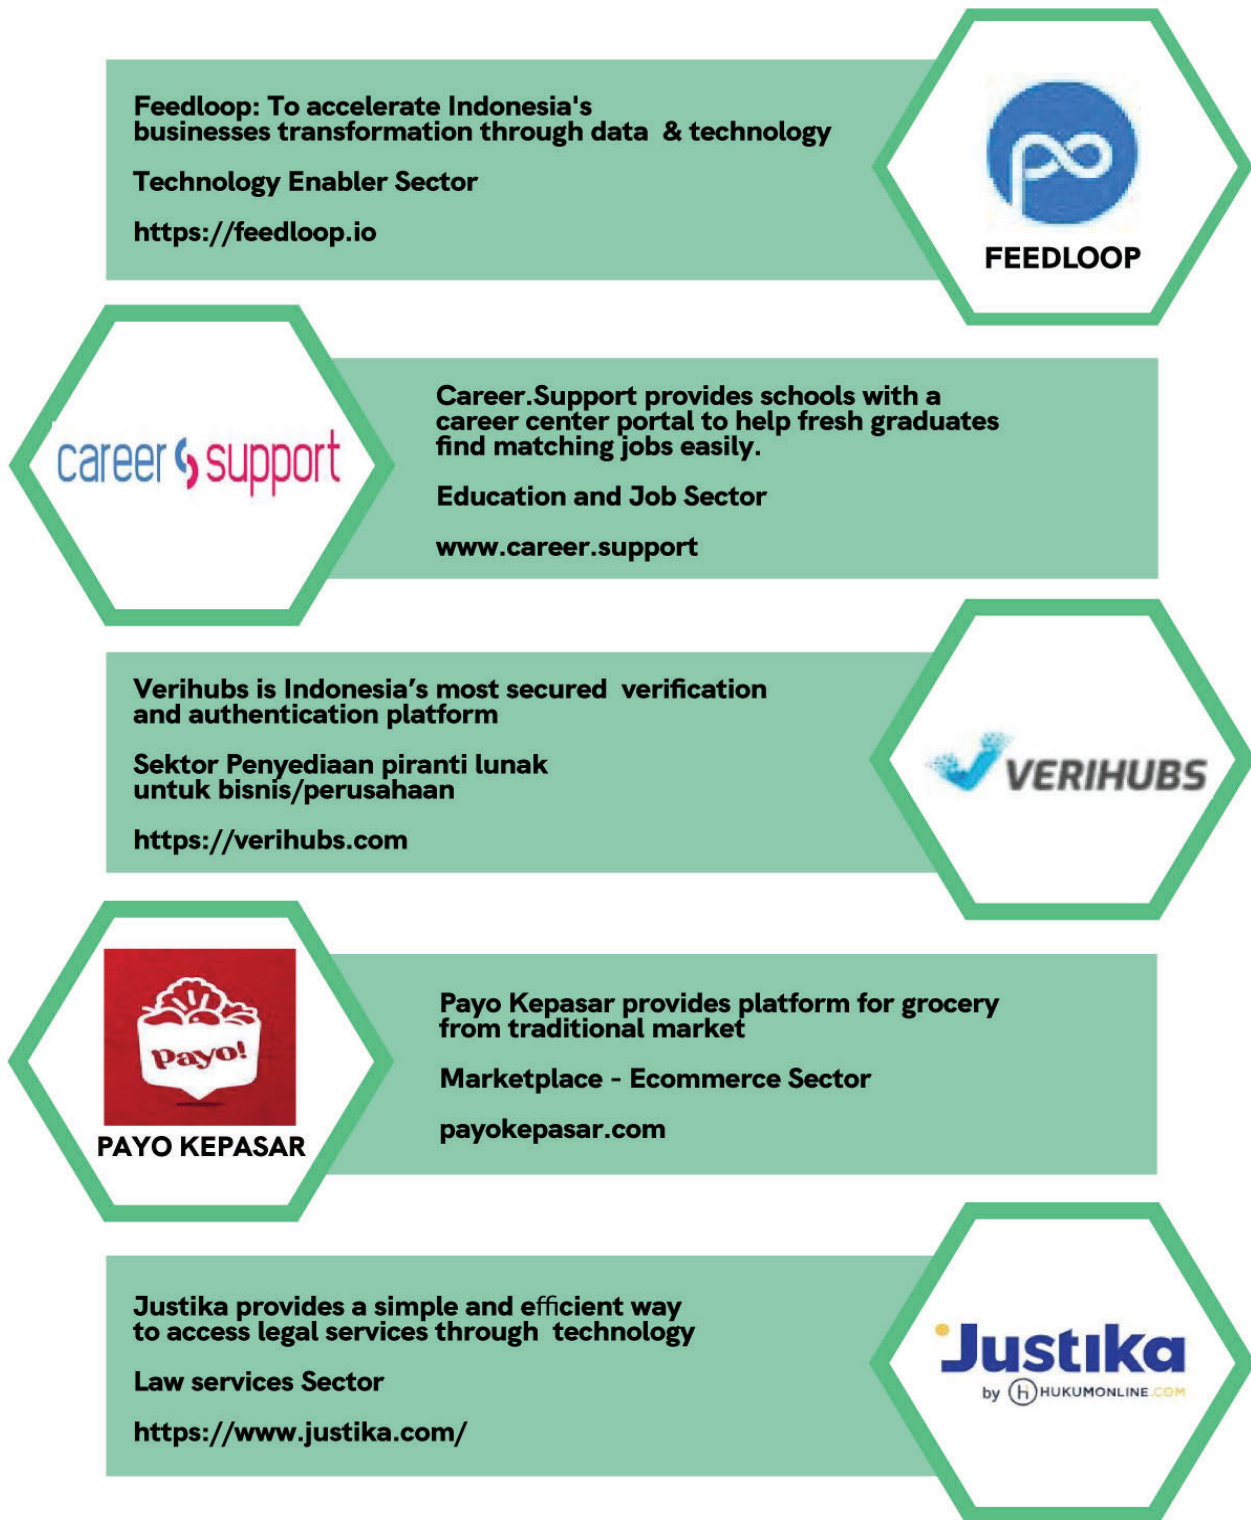 Feedloop: To accelerate Indonesia's
businesses transformation through data & technology
Technology Enabler Sector
https://feedloop.io
FEEDLOOP
career support
Career.Support provides schools with a
career center portal to help fresh graduates
find matching jobs easily.
Education and Job Sector
www.career.support
Verihubs is Indonesia’s most secured verification
and authentication platform
Sektor Penyediaan piranti lunak
untuk bisnis/perusahaan
https://verihubs.com
VERIHUBS
Payo!
PAYO KEPASAR
Payo Kepasar provides platform for grocery
from traditional market
Marketplace - Ecommerce Sector
payokepasar.com
Justika provides a simple and efficient way
to access legal services through technology
Law services Sector
https://www.justika.com/
Justika
by h HUKUMONLINE.COM